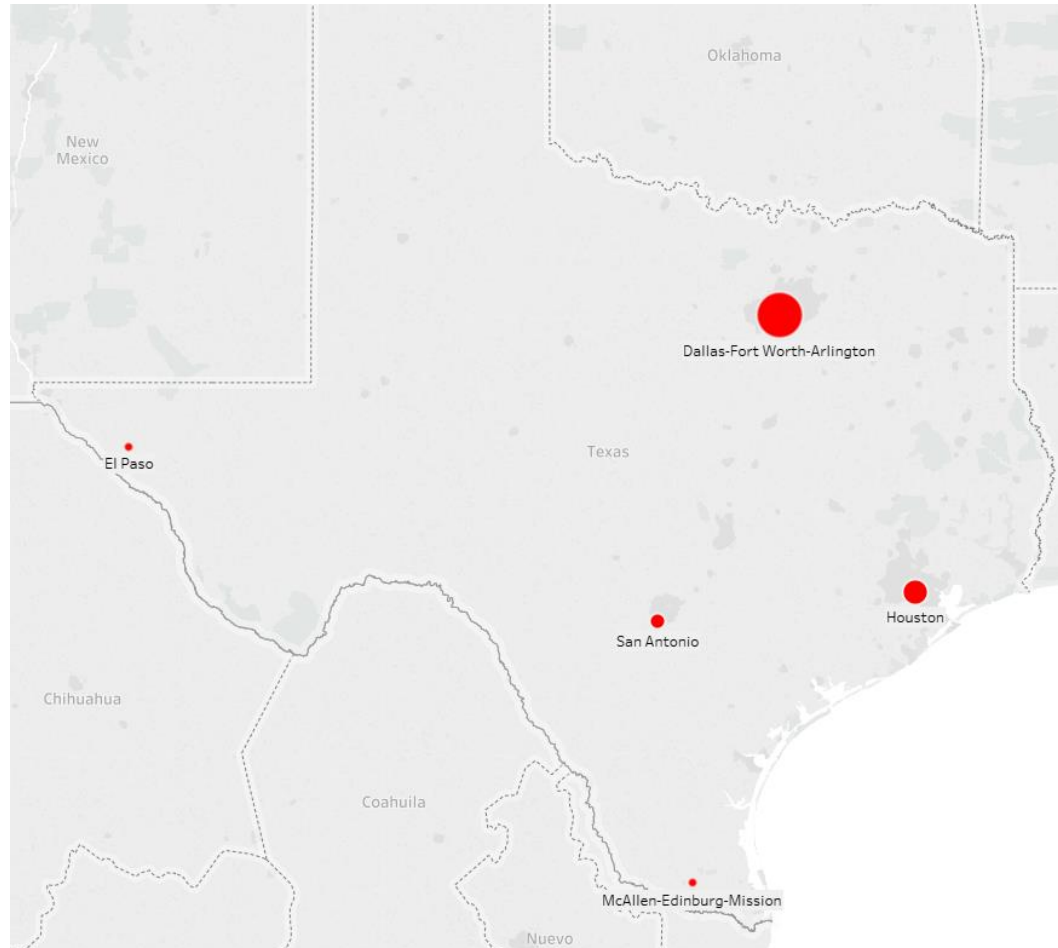 Oklahoma
New
Mexico
Dallas-Fort Worth-Arlington
Texas
El Paso
Houston
San Antonio
Chihuahua
Coahuila
McAllen-Edinburg-Mission
Nuevo